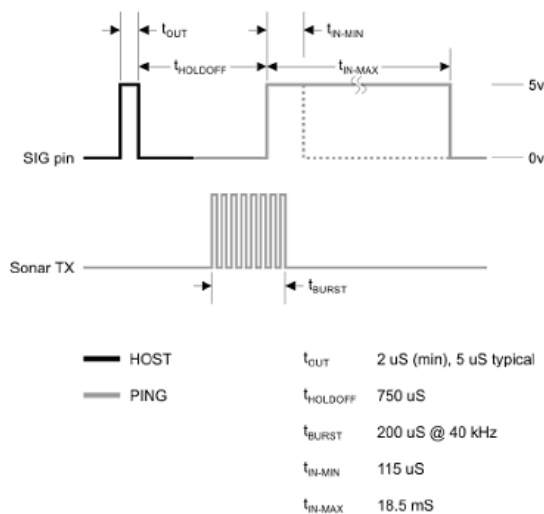 tOUT
tIN-MIN
tHOLDOFF
tIN-MAX
5v
SIG pin
0v
Sonar TX
tBURST
HOST
PING
tOUT 2 uS (min), 5 uS typical
tHOLDOFF 750 uS
tBURST 200 uS @ 40 kHz
tIN-MIN 115 uS
tIN-MAX 18.5 mS